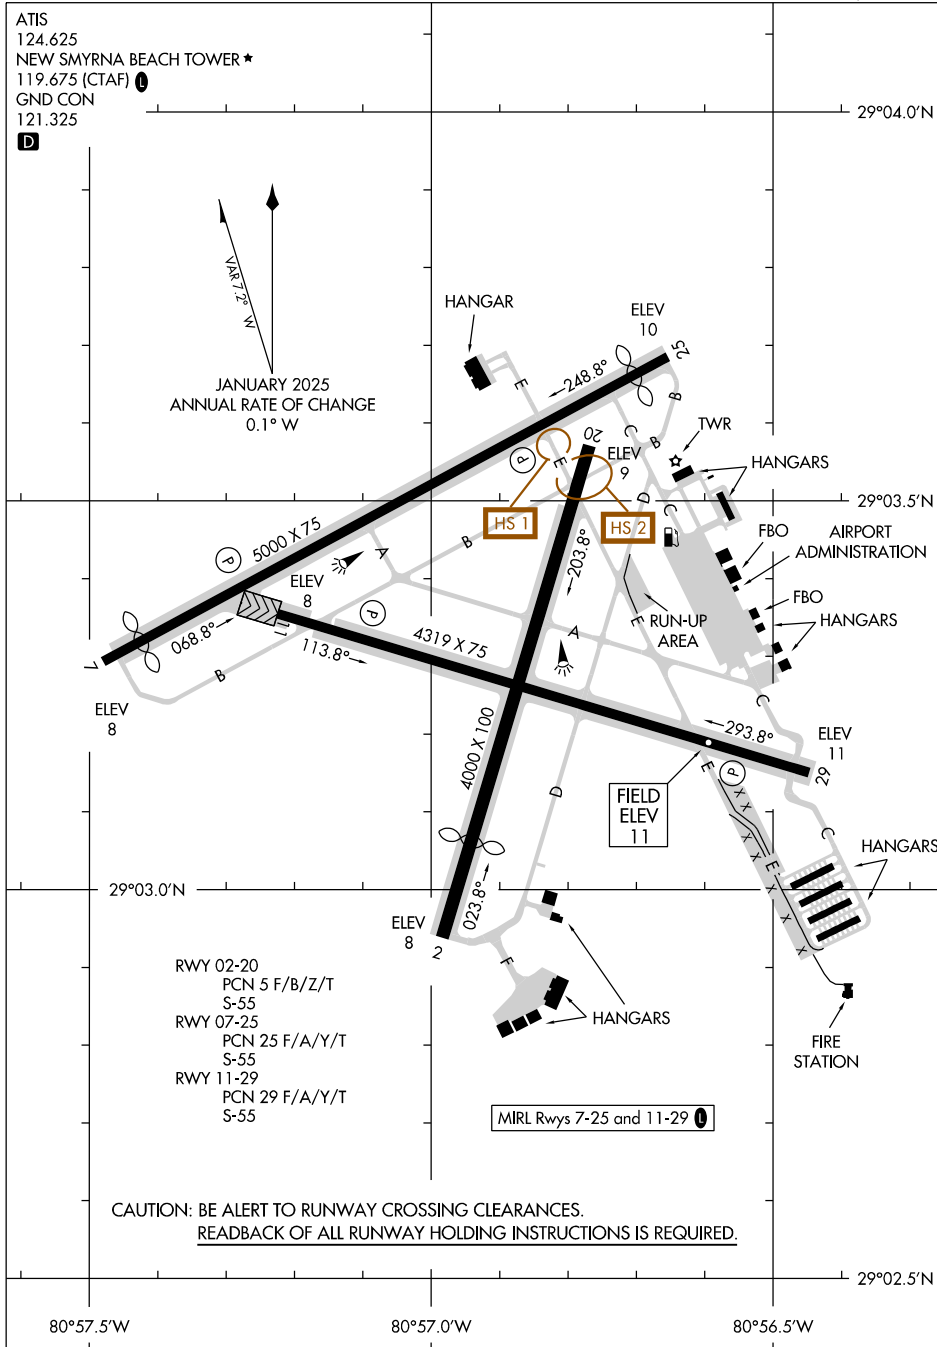 ATIS
124.625
NEW SMYRNA BEACH TOWER ★
119.675 (CTAF) L
GND CON
121.325
D
29°04.0'N
VAR 7.2° W
JANUARY 2025
ANNUAL RATE OF CHANGE
0.1° W
HANGAR
ELEV
10
25
248.8°
E
C
B
B
TWR
20
ELEV
6
P
E
D
C
HANGARS
29°03.5'N
HS 1
HS 2
FBO
AIRPORT
ADMINISTRATION
FBO
HANGARS
5000 X 75
P
A
B
203.8°
ELEV
8
P
RUN-UP
AREA
E
A
068.8°
11
113.8°
4319 X 75
7
B
ELEV
8
C
4000 X 100
293.8°
ELEV
11
29
E
P
D
FIELD
ELEV
11
X
X
X
X
E
X
X
X
X
C
HANGARS
29°03.0'N
023.8°
ELEV
8
2
F
HANGARS
FIRE
STATION
RWY 02-20
PCN 5 F/B/Z/T
S-55
RWY 07-25
PCN 25 F/A/Y/T
S-55
RWY 11-29
PCN 29 F/A/Y/T
S-55
MIRL Rwys 7-25 and 11-29 L
CAUTION: BE ALERT TO RUNWAY CROSSING CLEARANCES.
READBACK OF ALL RUNWAY HOLDING INSTRUCTIONS IS REQUIRED.
29°02.5'N
80°57.5'W
80°57.0'W
80°56.5'W